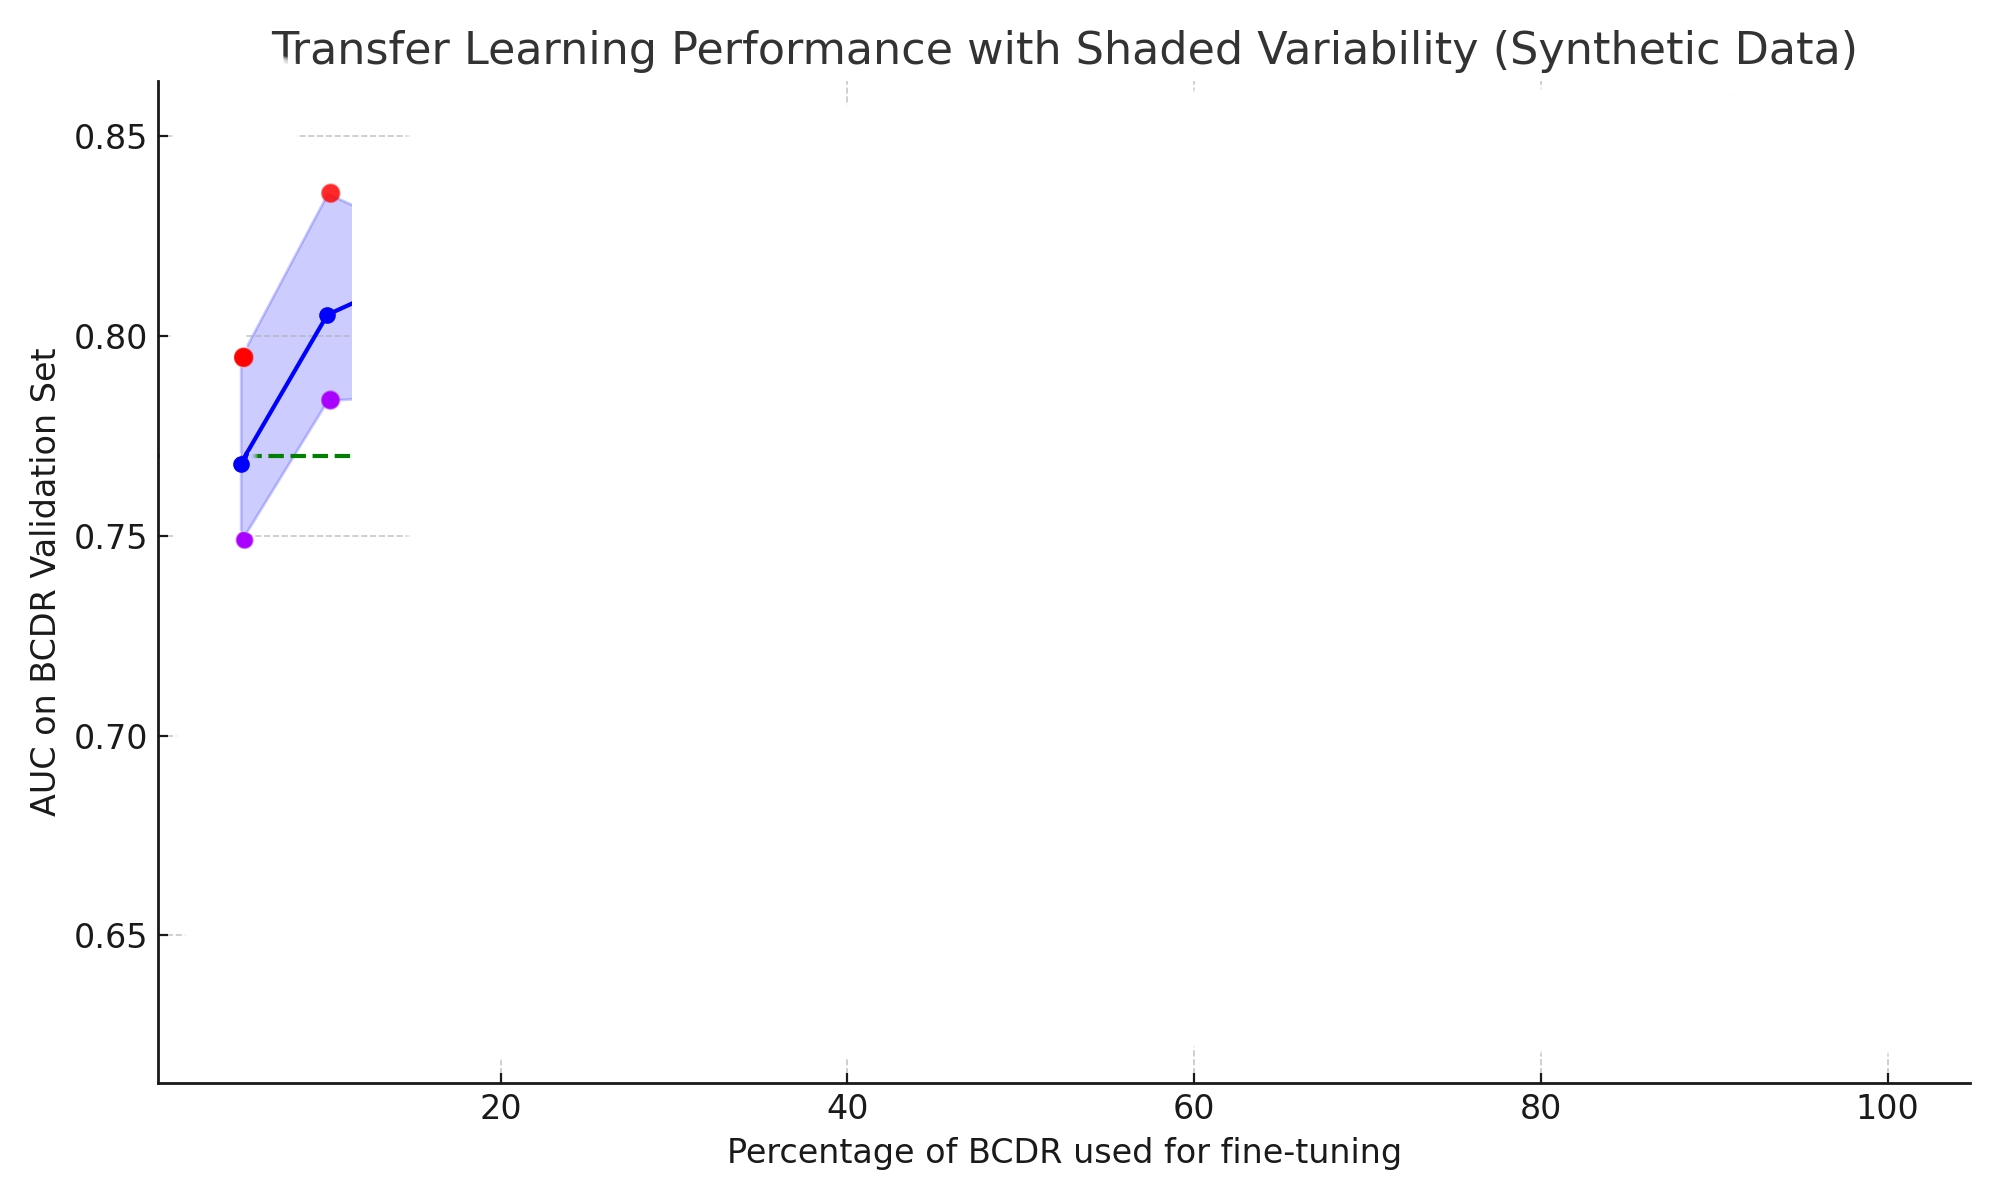 Transfer Learning Performance with Shaded Variability (Synthetic Data)
AUC on BCDR Validation Set
0.85
0.80
0.75
0.70
0.65
20 40 60 80 100
Percentage of BCDR used for fine-tuning